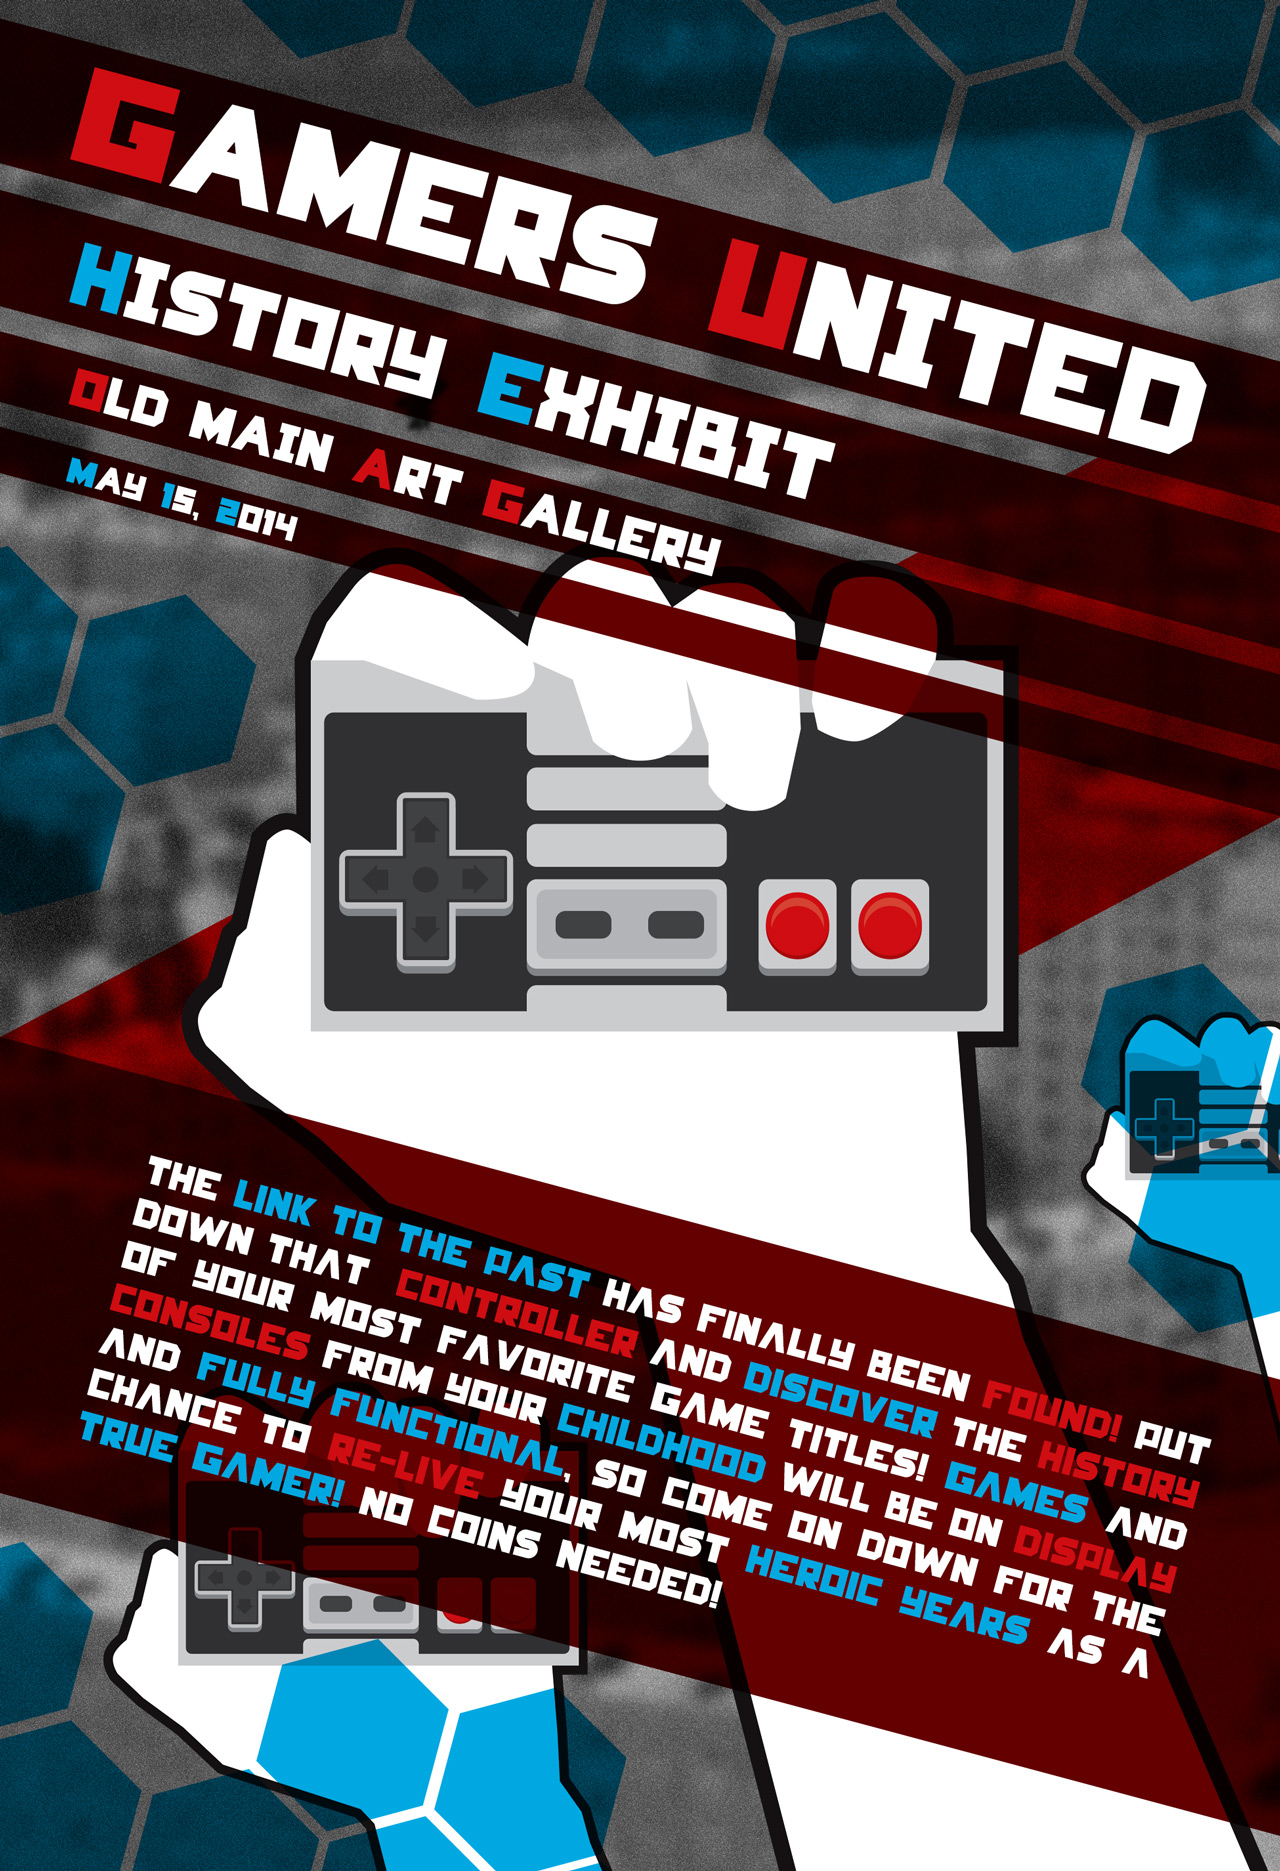 GAMERS UNITED
HISTORY EXHIBIT
OLD MAIN ART GALLERY
MAY 15, 2014
THE LINK TO THE PAST HAS FINALLY BEEN FOUND! PUT
DOWN THAT CONTROLLER AND DISCOVER THE HISTORY
OF YOUR MOST FAVORITE GAME TITLES! GAMES AND
CONSOLES FROM YOUR CHILDHOOD WILL BE ON DISPLAY
AND FULLY FUNCTIONAL, SO COME ON DOWN FOR THE
CHANCE TO RE-LIVE YOUR MOST HEROIC YEARS AS A
TRUE GAMER! NO COINS NEEDED!